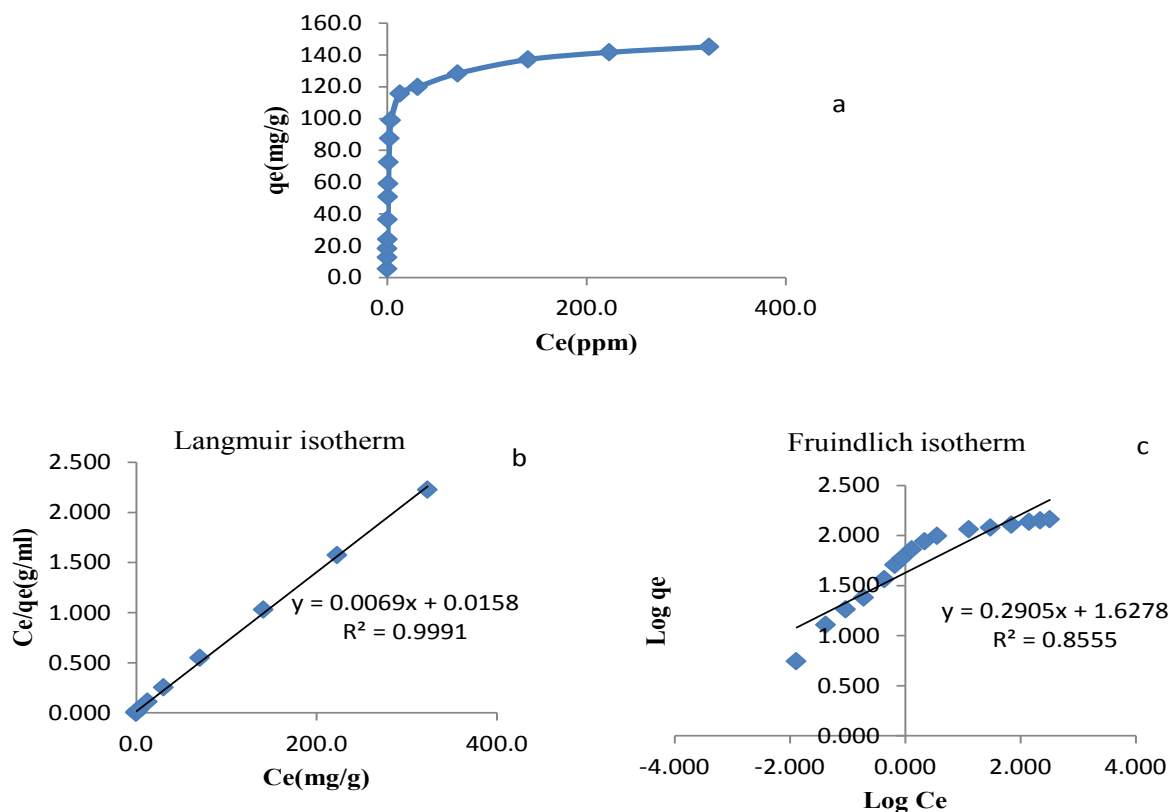 160.0
140.0
120.0
100.0
80.0
60.0
40.0
20.0
0.0
qe(mg/g)
a
0.0 200.0 400.0
Ce(ppm)
Langmuir isotherm
b
2.500
2.000
1.500
1.000
0.500
0.000
Ce/qe(g/ml)
y = 0.0069x + 0.0158
R² = 0.9991
0.0 200.0 400.0
Ce(mg/g)
Fruindlich isotherm
c
2.500
2.000
1.500
1.000
0.500
0.000
Log qe
y = 0.2905x + 1.6278
R² = 0.8555
-4.000 -2.000 0.000 2.000 4.000
Log Ce